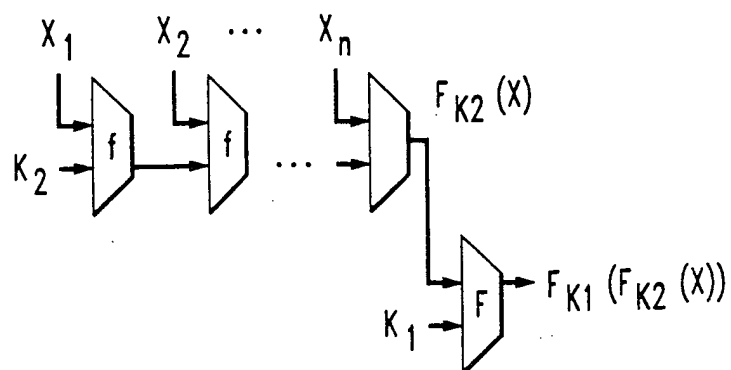 X1 X2 ... Xn
FK2 (X)
f f
K2 ...
F FK1 (FK2 (X))
K1